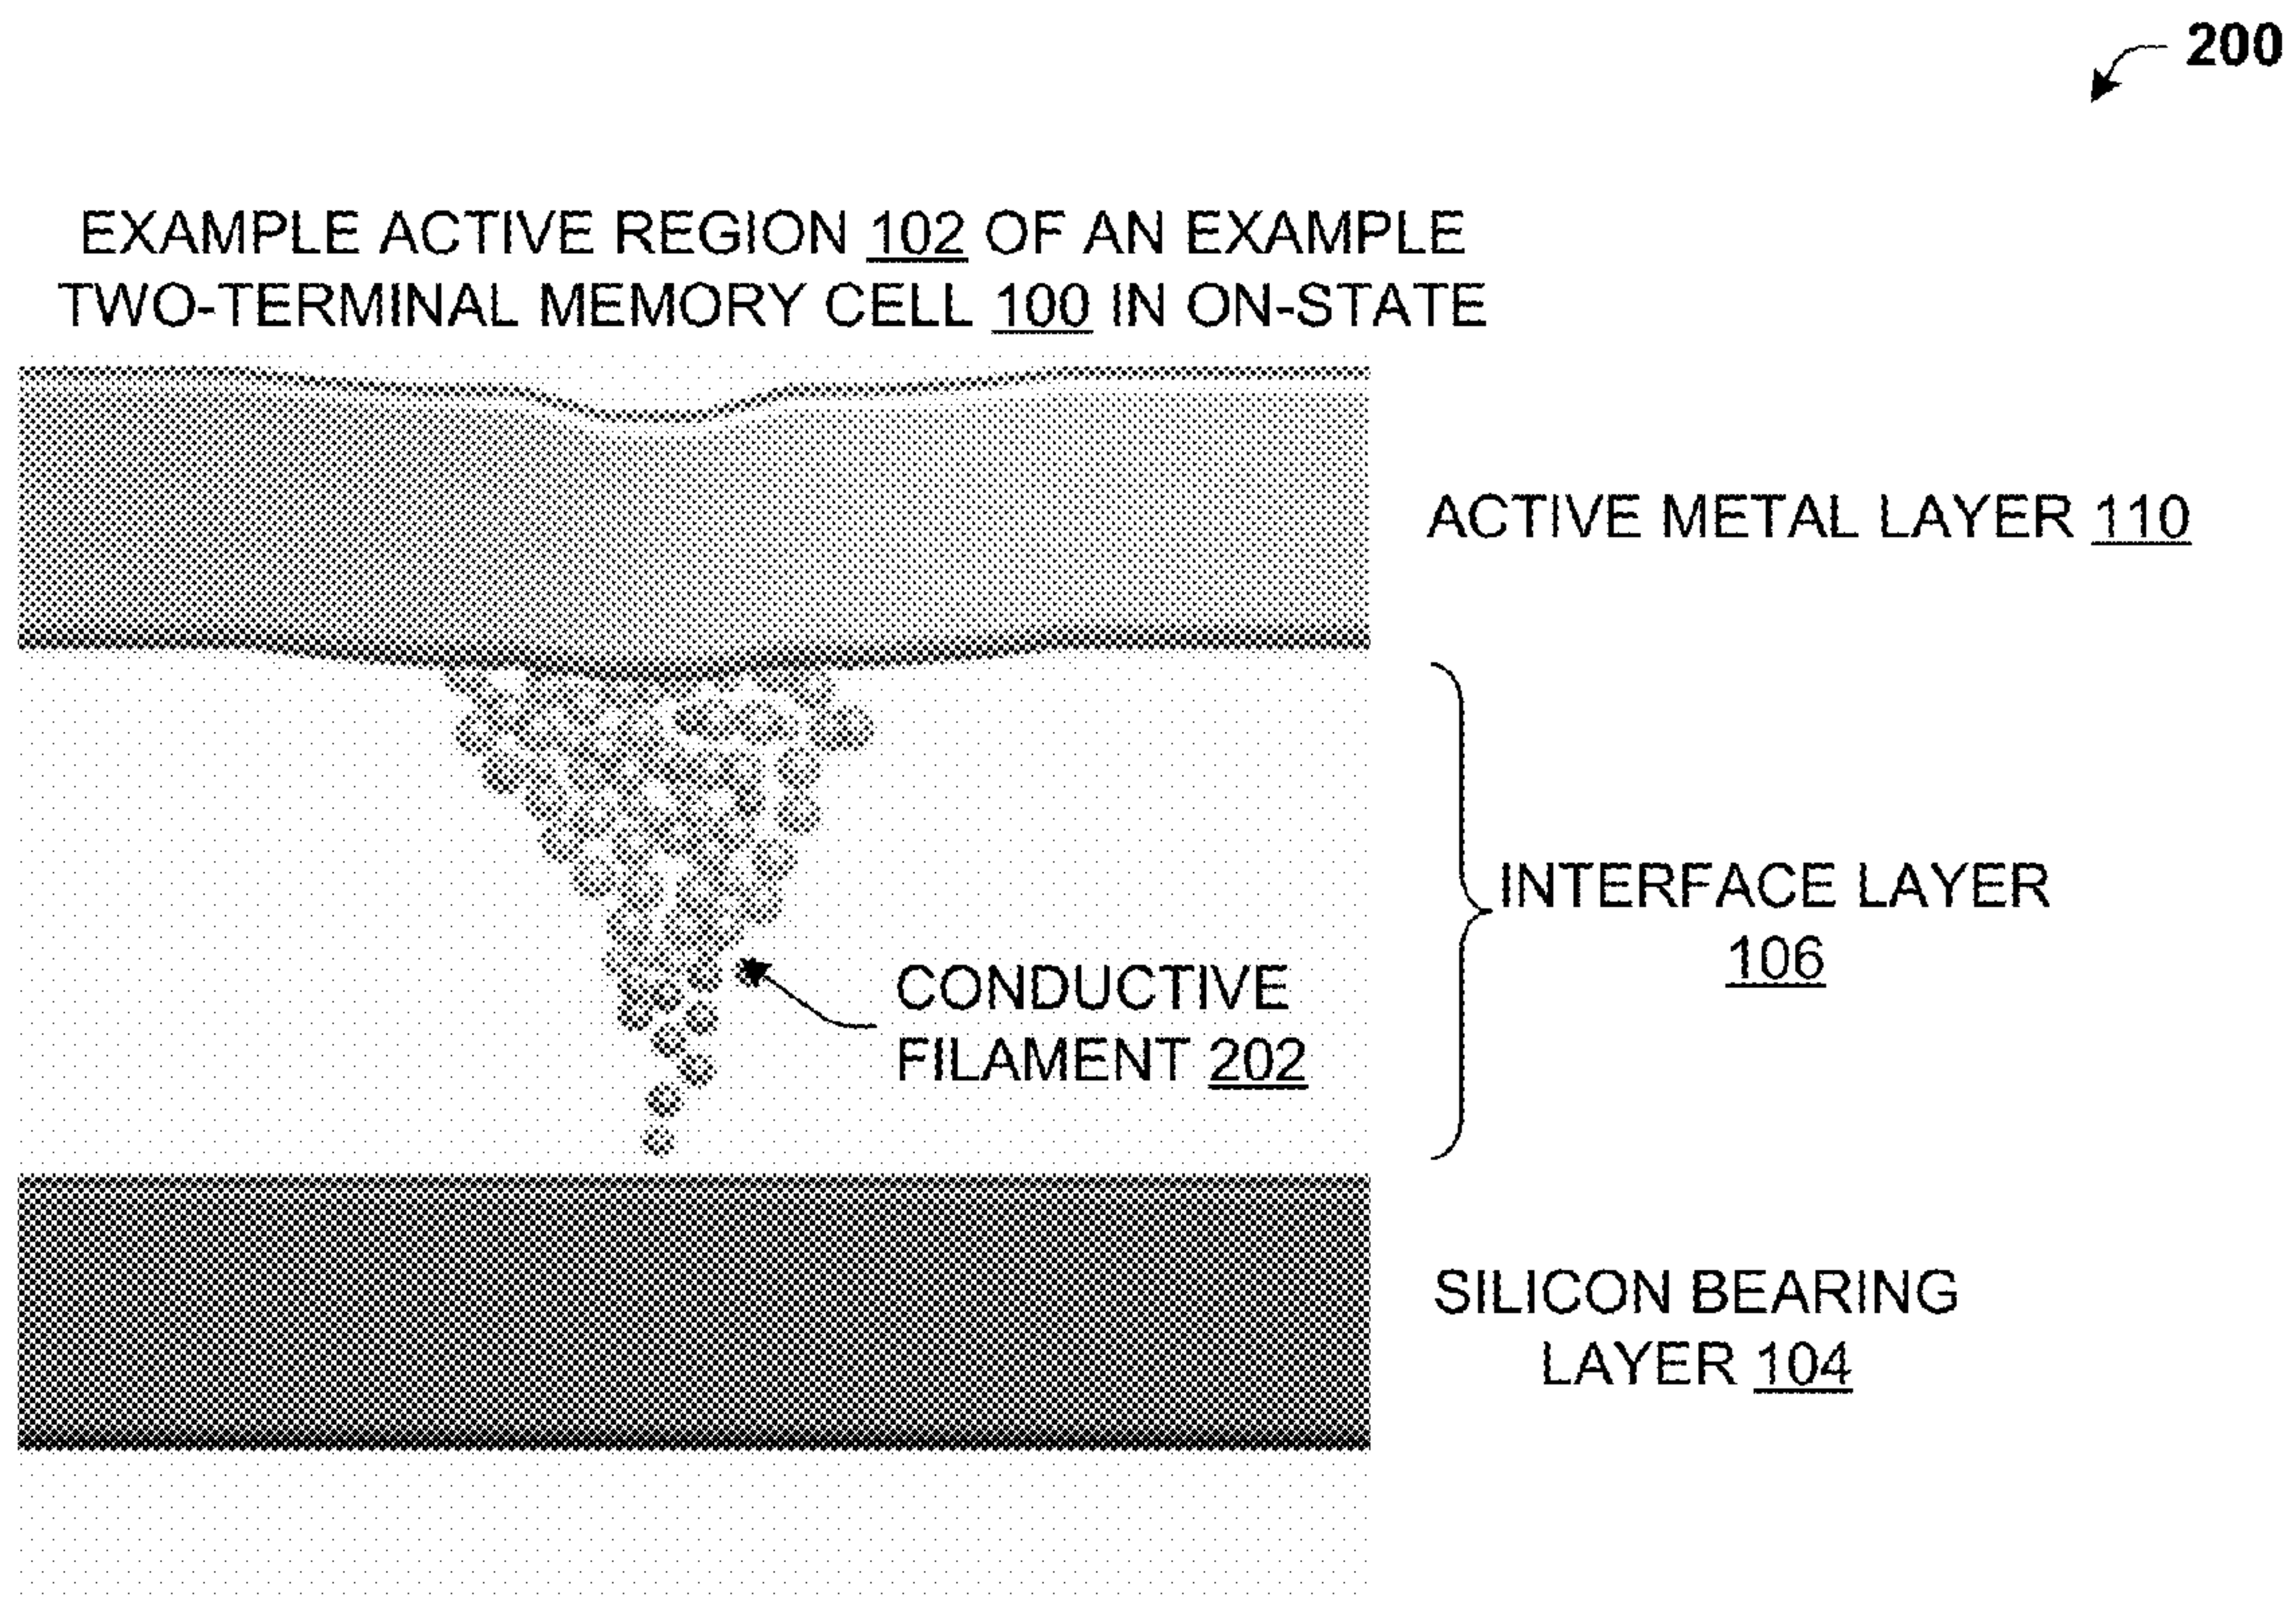 200
EXAMPLE ACTIVE REGION 102 OF AN EXAMPLE
TWO-TERMINAL MEMORY CELL 100 IN ON-STATE
ACTIVE METAL LAYER 110
INTERFACE LAYER
106
CONDUCTIVE
FILAMENT 202
SILICON BEARING
LAYER 104